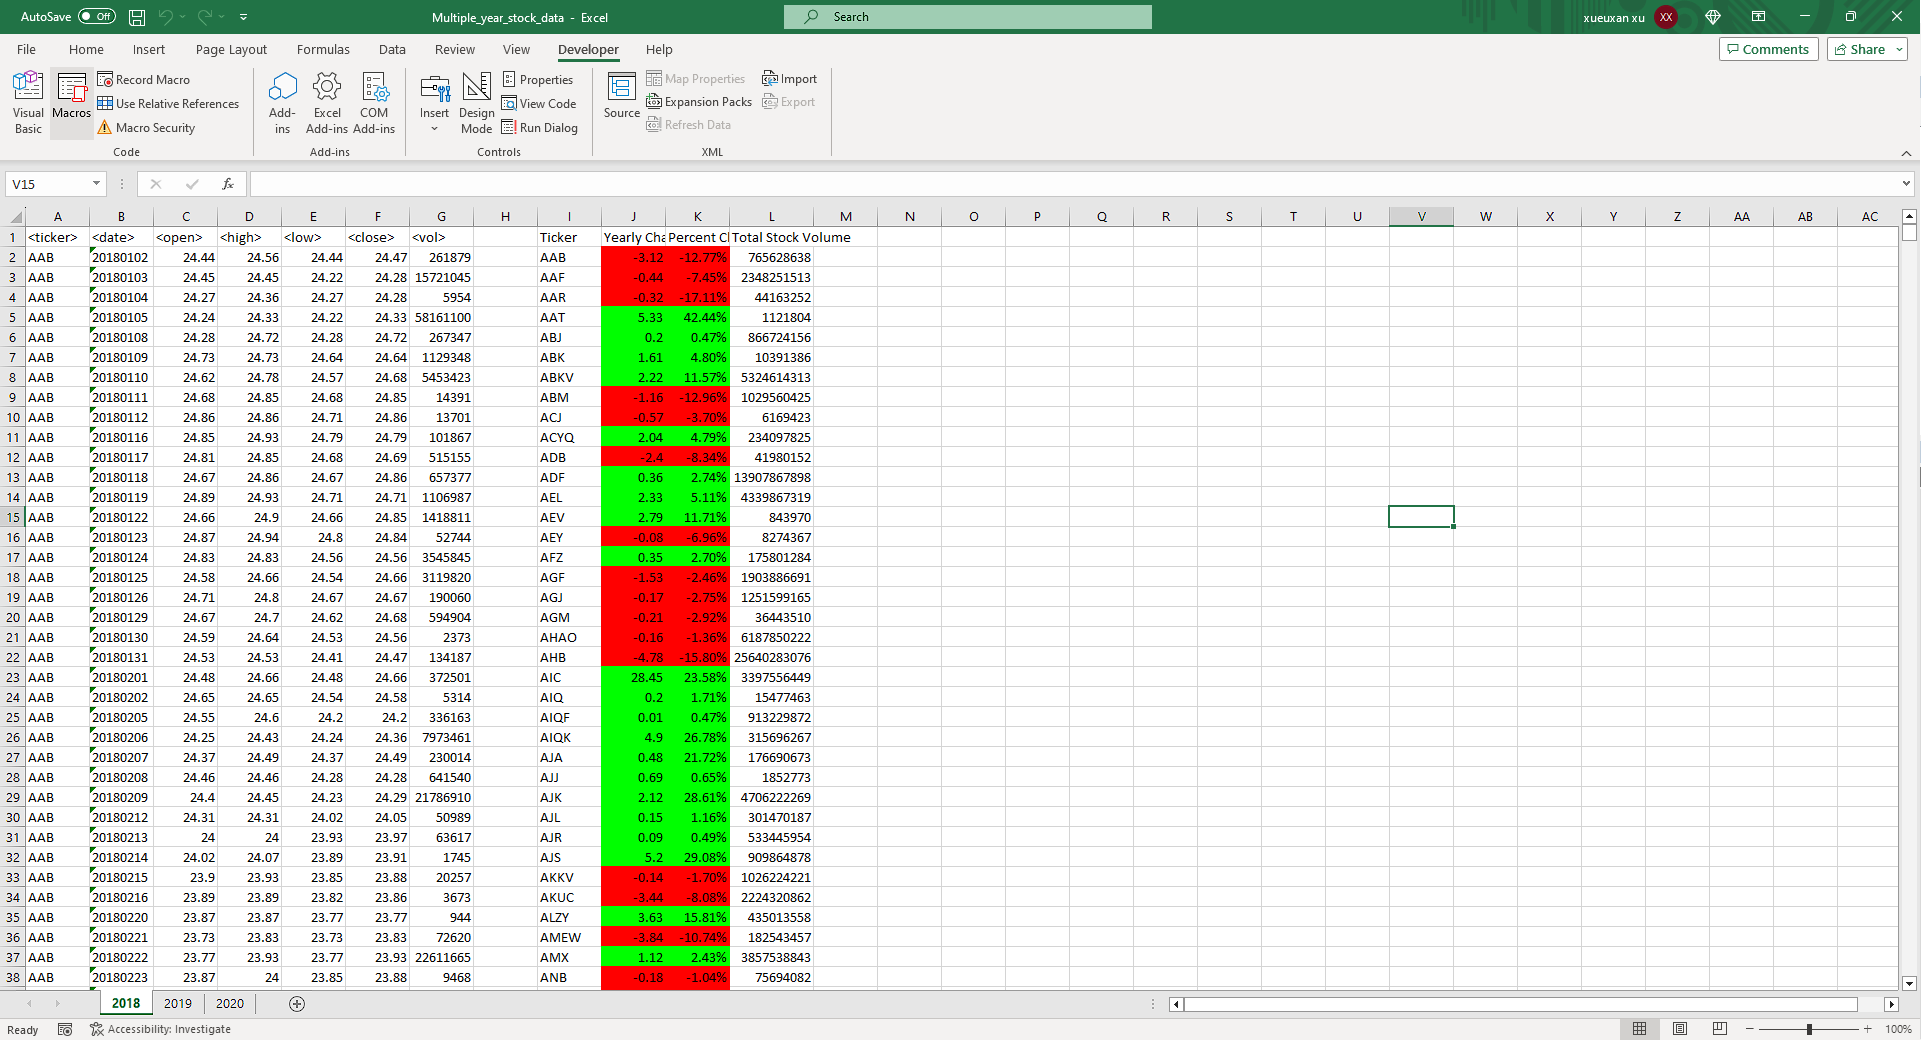 AutoSave Off Multiple_year_stock_data - Excel Search xueuxan xu XX
File Home Insert Page Layout Formulas Data Review View Developer Help Comments Share
Visual Basic
Macros
Record Macro
Use Relative References
Macro Security
Code
Add-ins
Excel Add-ins
COM Add-ins
Add-ins
Insert
Design Mode
Properties
View Code
Run Dialog
Controls
Source
Map Properties
Expansion Packs
Refresh Data
Import
Export
XML
V15 fx
A B C D E F G H I J K L M N O P Q R S T U V W X Y Z AA AB AC
1 <ticker> <date> <open> <high> <low> <close> <vol> Ticker Yearly Cha Percent Cl Total Stock Volume
2 AAB 20180102 24.44 24.56 24.44 24.47 261879 AAB -3.12 -12.77% 765628638
3 AAB 20180103 24.45 24.45 24.22 24.28 15721045 AAF -0.44 -7.45% 2348251513
4 AAB 20180104 24.27 24.36 24.27 24.28 5954 AAR -0.32 -17.11% 44163252
5 AAB 20180105 24.24 24.33 24.22 24.33 58161100 AAT 5.33 42.44% 1121804
6 AAB 20180108 24.28 24.72 24.28 24.72 267347 ABJ 0.2 0.47% 866724156
7 AAB 20180109 24.73 24.73 24.64 24.64 1129348 ABK 1.61 4.80% 10391386
8 AAB 20180110 24.62 24.78 24.57 24.68 5453423 ABKV 2.22 11.57% 5324614313
9 AAB 20180111 24.68 24.85 24.68 24.85 14391 ABM -1.16 -12.96% 1029560425
10 AAB 20180112 24.86 24.86 24.71 24.86 13701 ACJ -0.57 -3.70% 6169423
11 AAB 20180116 24.85 24.93 24.79 24.79 101867 ACYQ 2.04 4.79% 234097825
12 AAB 20180117 24.81 24.85 24.68 24.69 515155 ADB -2.4 -8.34% 41980152
13 AAB 20180118 24.67 24.86 24.67 24.86 657377 ADF 0.36 2.74% 13907867898
14 AAB 20180119 24.89 24.93 24.71 24.71 1106987 AEL 2.33 5.11% 4339867319
15 AAB 20180122 24.66 24.9 24.66 24.85 1418811 AEV 2.79 11.71% 843970
16 AAB 20180123 24.87 24.94 24.8 24.84 52744 AEY -0.08 -6.96% 8274367
17 AAB 20180124 24.83 24.83 24.56 24.56 3545845 AFZ 0.35 2.70% 175801284
18 AAB 20180125 24.58 24.66 24.54 24.66 3119820 AGF -1.53 -2.46% 1903886691
19 AAB 20180126 24.71 24.8 24.67 24.67 190060 AGJ -0.17 -2.75% 1251599165
20 AAB 20180129 24.67 24.7 24.62 24.68 594904 AGM -0.21 -2.92% 36443510
21 AAB 20180130 24.59 24.64 24.53 24.56 2373 AHAO -0.16 -1.36% 6187850222
22 AAB 20180131 24.53 24.53 24.41 24.47 134187 AHB -4.78 -15.80% 25640283076
23 AAB 20180201 24.48 24.66 24.48 24.66 372501 AIC 28.45 23.58% 3397556449
24 AAB 20180202 24.65 24.65 24.54 24.58 5314 AIQ 0.2 1.71% 15477463
25 AAB 20180205 24.55 24.6 24.2 24.2 336163 AIQF 0.01 0.47% 913229872
26 AAB 20180206 24.25 24.43 24.24 24.36 7973461 AIQK 4.9 26.78% 315696267
27 AAB 20180207 24.37 24.49 24.37 24.49 230014 AJA 0.48 21.72% 176690673
28 AAB 20180208 24.46 24.46 24.28 24.28 641540 AJJ 0.69 0.65% 1852773
29 AAB 20180209 24.4 24.45 24.23 24.29 21786910 AJK 2.12 28.61% 4706222269
30 AAB 20180212 24.31 24.31 24.02 24.05 50989 AJL 0.15 1.16% 301470187
31 AAB 20180213 24 24 23.93 23.97 63617 AJR 0.09 0.49% 533445954
32 AAB 20180214 24.02 24.07 23.89 23.91 1745 AJS 5.2 29.08% 909864878
33 AAB 20180215 23.9 23.93 23.85 23.88 20257 AKKV -0.14 -1.70% 1026224221
34 AAB 20180216 23.89 23.89 23.82 23.86 3673 AKUC -3.44 -8.08% 2224320862
35 AAB 20180220 23.87 23.87 23.77 23.77 944 ALZY 3.63 15.81% 435013558
36 AAB 20180221 23.73 23.83 23.73 23.83 72620 AMEW -3.84 -10.74% 182543457
37 AAB 20180222 23.77 23.93 23.77 23.93 22611665 AMX 1.12 2.43% 3857538843
38 AAB 20180223 23.87 24 23.85 23.88 9468 ANB -0.18 -1.04% 75694082
2018 2019 2020
Ready Accessibility: Investigate 100%